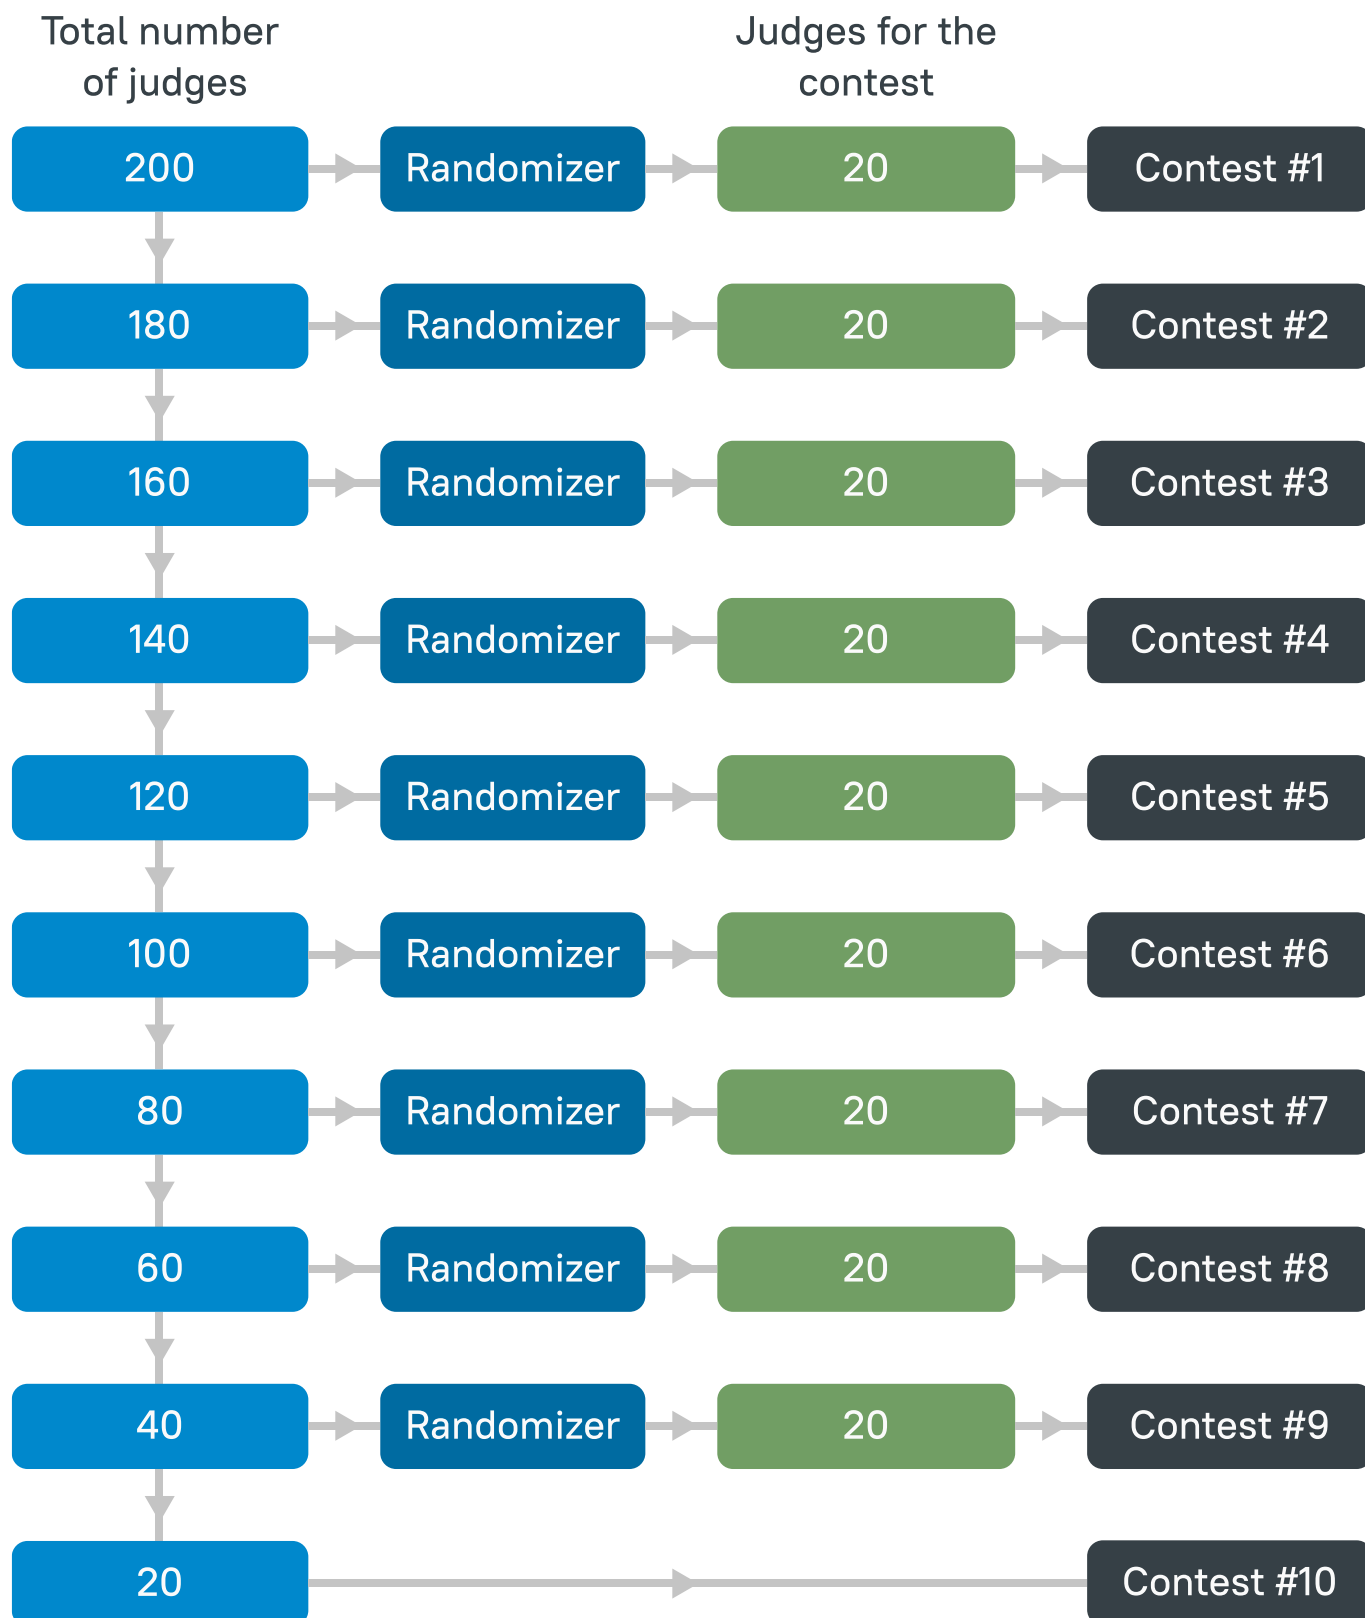 Total number
of judges
Judges for the
contest
200 Randomizer 20 Contest #1
180 Randomizer 20 Contest #2
160 Randomizer 20 Contest #3
140 Randomizer 20 Contest #4
120 Randomizer 20 Contest #5
100 Randomizer 20 Contest #6
80 Randomizer 20 Contest #7
60 Randomizer 20 Contest #8
40 Randomizer 20 Contest #9
20 Contest #10